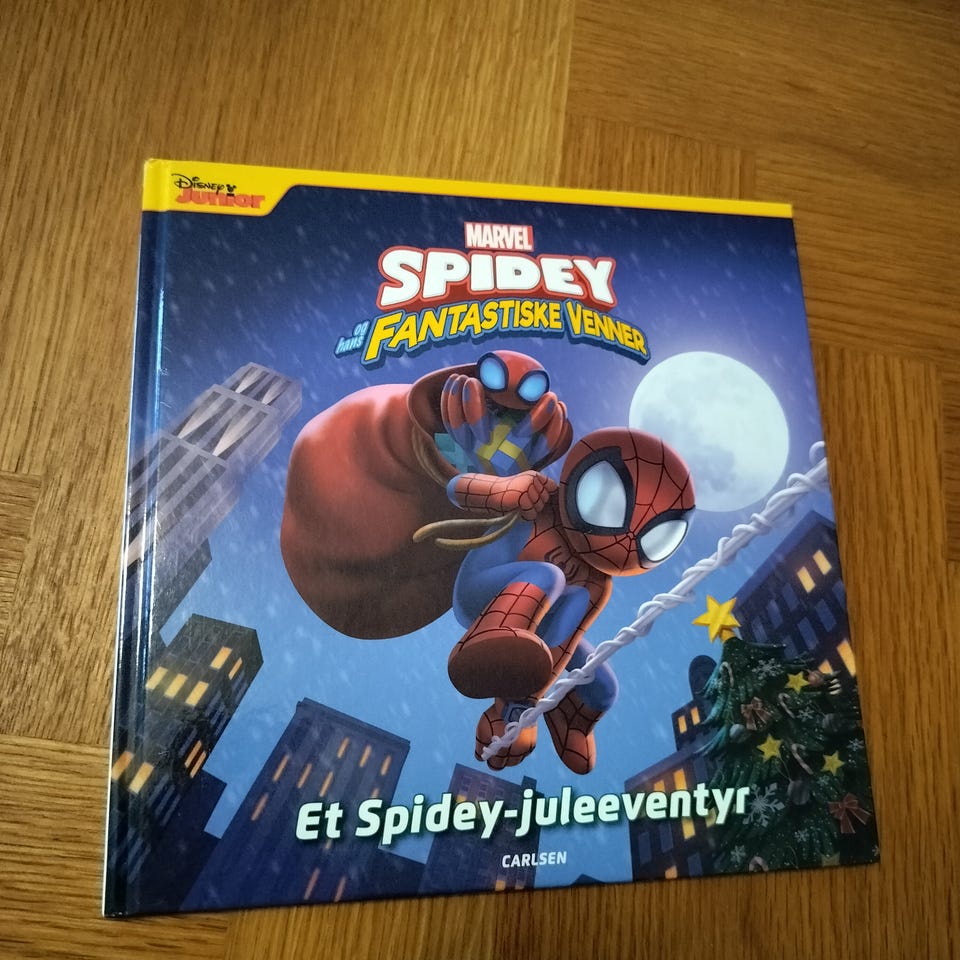 Disney
Junior
MARVEL
SPIDEY
og
hans
FANTASTISKE VENNER
Et Spidey-juleeventyr
CARLSEN